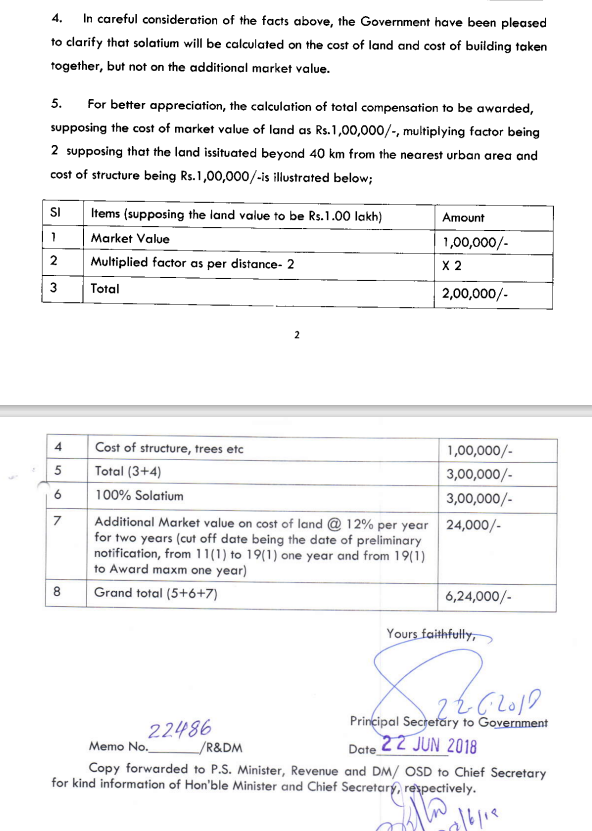 4. In careful consideration of the facts above, the Government have been pleased
to clarify that solatium will be calculated on the cost of land and cost of building taken
together, but not on the additional market value.
5. For better appreciation, the calculation of total compensation to be awarded,
supposing the cost of market value of land as Rs.1,00,000/-, multiplying factor being
2 supposing that the land issituated beyond 40 km from the nearest urban area and
cost of structure being Rs.1,00,000/-is illustrated below;
Sl Items (supposing the land value to be Rs.1.00 lakh) Amount
1 Market Value 1,00,000/-
2 Multiplied factor as per distance- 2 X 2
3 Total 2,00,000/-
2
4 Cost of structure, trees etc 1,00,000/-
5 Total (3+4) 3,00,000/-
6 100% Solatium 3,00,000/-
7 Additional Market value on cost of land @ 12% per year 24,000/-
for two years (cut off date being the date of preliminary
notification, from 11(1) to 19(1) one year and from 19(1)
to Award maxm one year)
8 Grand total (5+6+7) 6,24,000/-
Yours faithfully,
22.6.2018
Principal Secretary to Government
Memo No. 22486 /R&DM Date 22 JUN 2018
Copy forwarded to P.S. Minister, Revenue and DM/ OSD to Chief Secretary
for kind information of Hon'ble Minister and Chief Secretary, respectively.